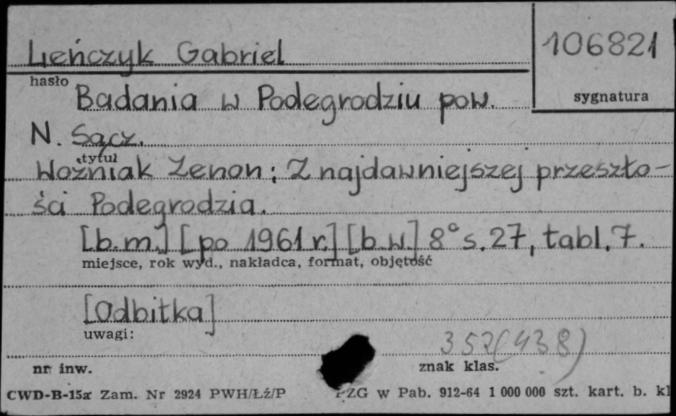 Leńczyk Gabriel
106821
hasło
sygnatura
Badania w Podegrodziu pow.
N. Sącz.
tytuł
Woźniak Zenon: Z najdawniejszej przeszło-
ści Podegrodzia.
[b.m.] [po 1961 r.] [b.w.] 8° s. 27, tabl. 7.
miejsce, rok wyd., nakładca, format, objętość
[Odbitka]
uwagi:
352(438)
nr inw.
znak klas.
CWD-B-15a Zam. Nr 2924 PWH/Łź/P PZG w Pab. 912-64 1 000 000 szt. kart. b. kl